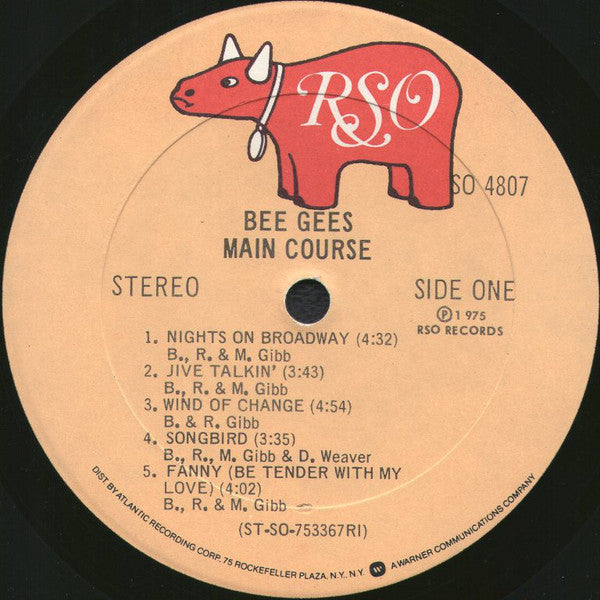 RSO
SO 4807
BEE GEES
MAIN COURSE
STEREO
SIDE ONE
Ⓟ 1975
RSO RECORDS
1. NIGHTS ON BROADWAY (4:32)
B., R. & M. Gibb
2. JIVE TALKIN' (3:43)
B., R. & M. Gibb
3. WIND OF CHANGE (4:54)
B. & R. Gibb
4. SONGBIRD (3:35)
B., R., M. Gibb & D. Weaver
5. FANNY (BE TENDER WITH MY
LOVE) (4:02)
B., R. & M. Gibb
(ST-SO-753367RI)
DIST. BY ATLANTIC RECORDING CORP. 75 ROCKEFELLER PLAZA, N.Y., N.Y. W A WARNER COMMUNICATIONS COMPANY